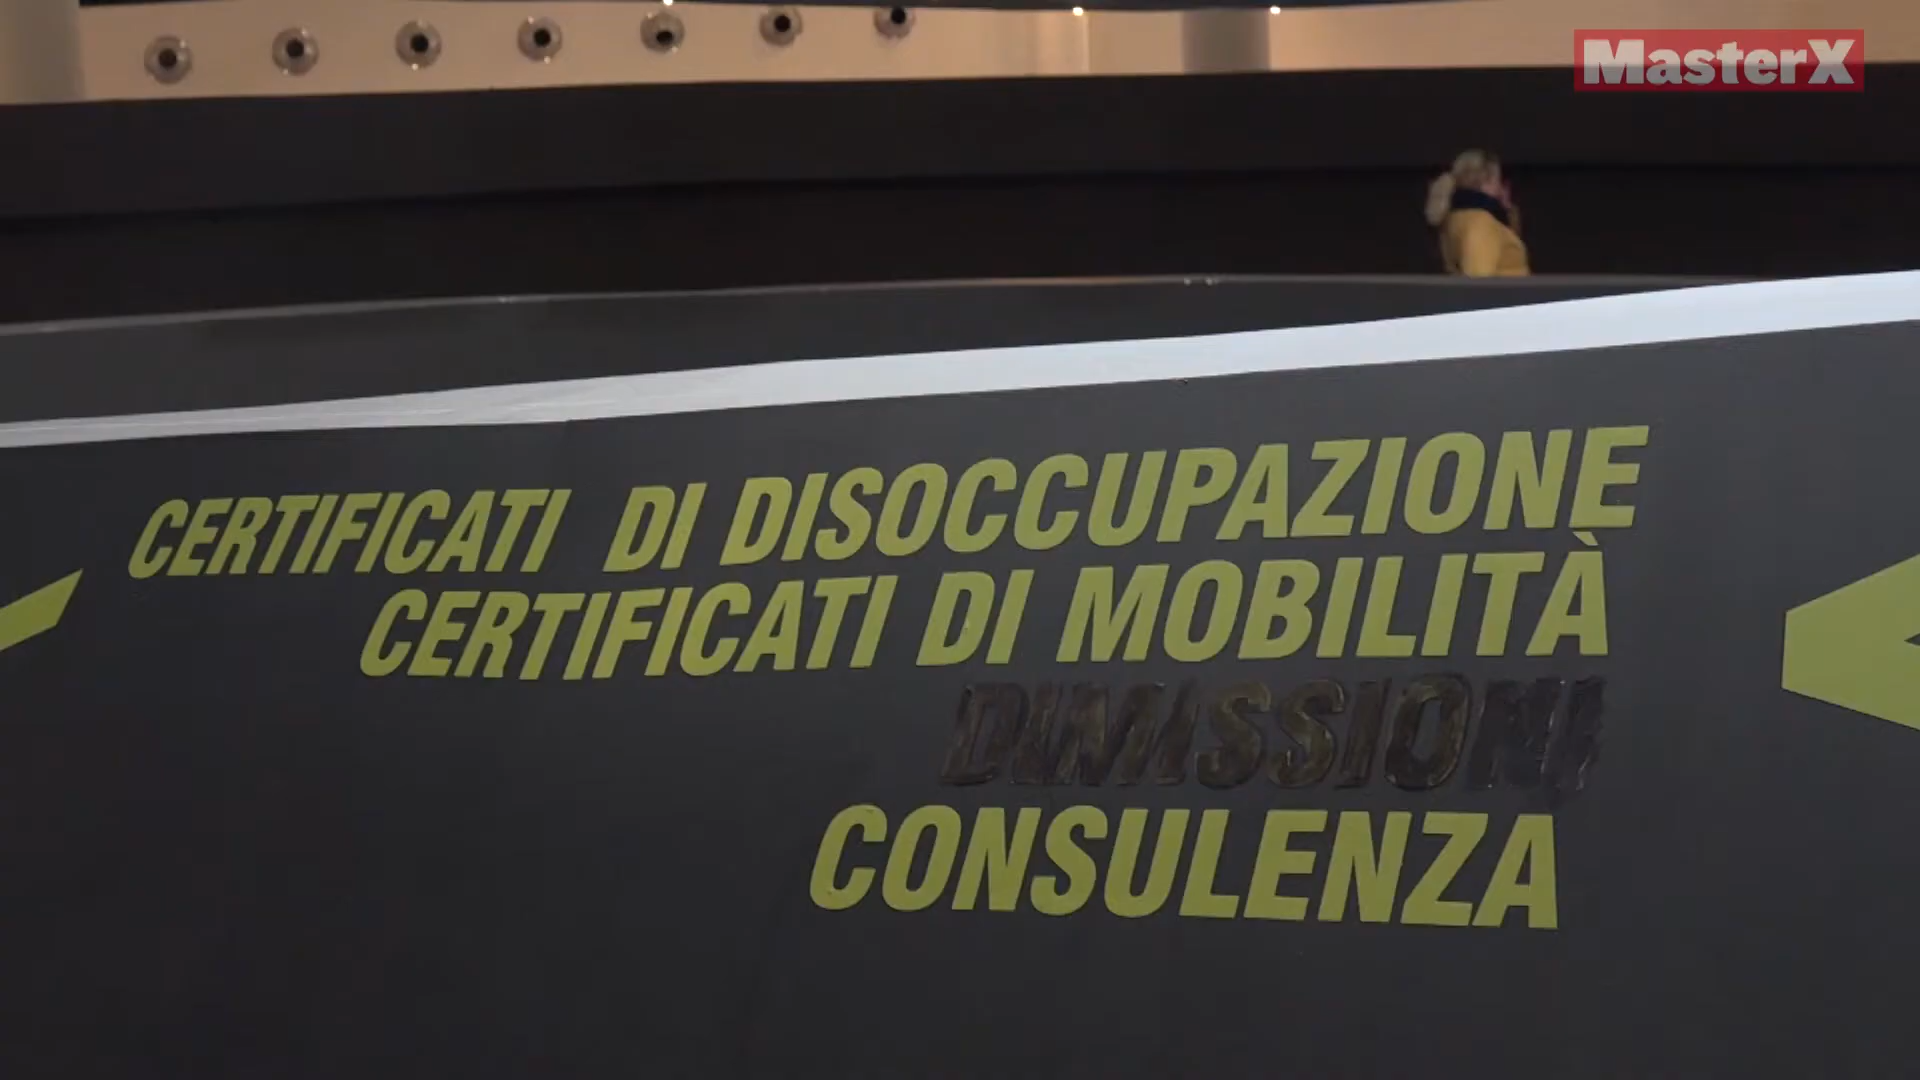 MasterX
CERTIFICATI DI DISOCCUPAZIONE
CERTIFICATI DI MOBILITÀ
DIMISSIONI
CONSULENZA